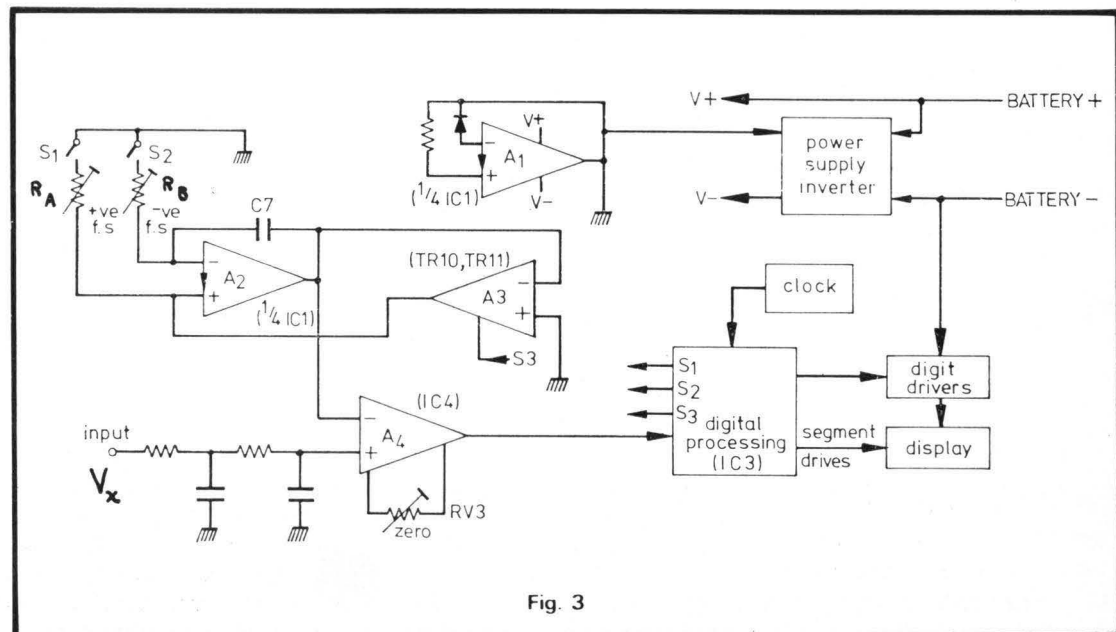 V+
BATTERY+
S1
S2
RA
RB
+ve
f.s
-ve
f.s
C7
−
A1
+
V+
V−
(1/4 IC1)
power
supply
inverter
V−
BATTERY−
−
A2
+
(1/4 IC1)
(TR10,TR11)
A3
−
+
S3
clock
S1
S2
S3
digital
processing
(IC3)
digit
drivers
segment
drives
display
input
Vx
(IC4)
−
A4
+
RV3
zero
Fig. 3